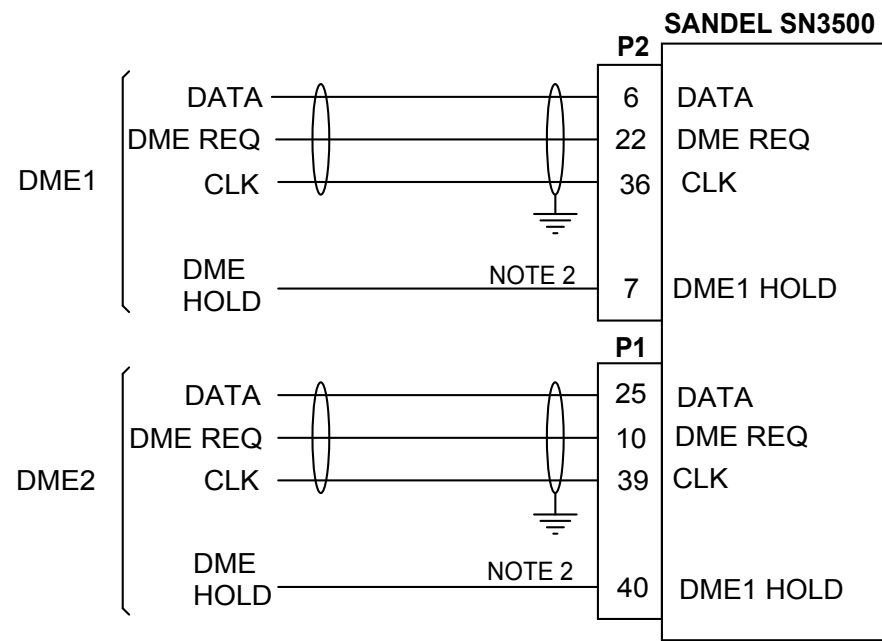 SANDEL SN3500
P2
DATA 6 DATA
DME REQ 22 DME REQ
DME1 CLK 36 CLK
DME
HOLD NOTE 2 7 DME1 HOLD
P1
DATA 25 DATA
DME REQ 10 DME REQ
DME2 CLK 39 CLK
DME
HOLD NOTE 2 40 DME1 HOLD